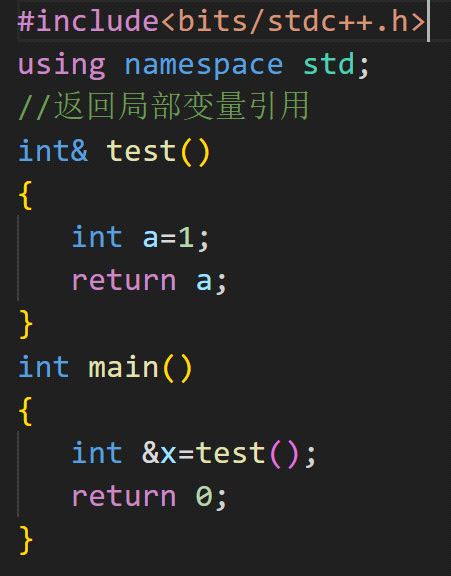 #include<bits/stdc++.h>
using namespace std;
//返回局部变量引用
int& test()
{
int a=1;
return a;
}
int main()
{
int &x=test();
return 0;
}